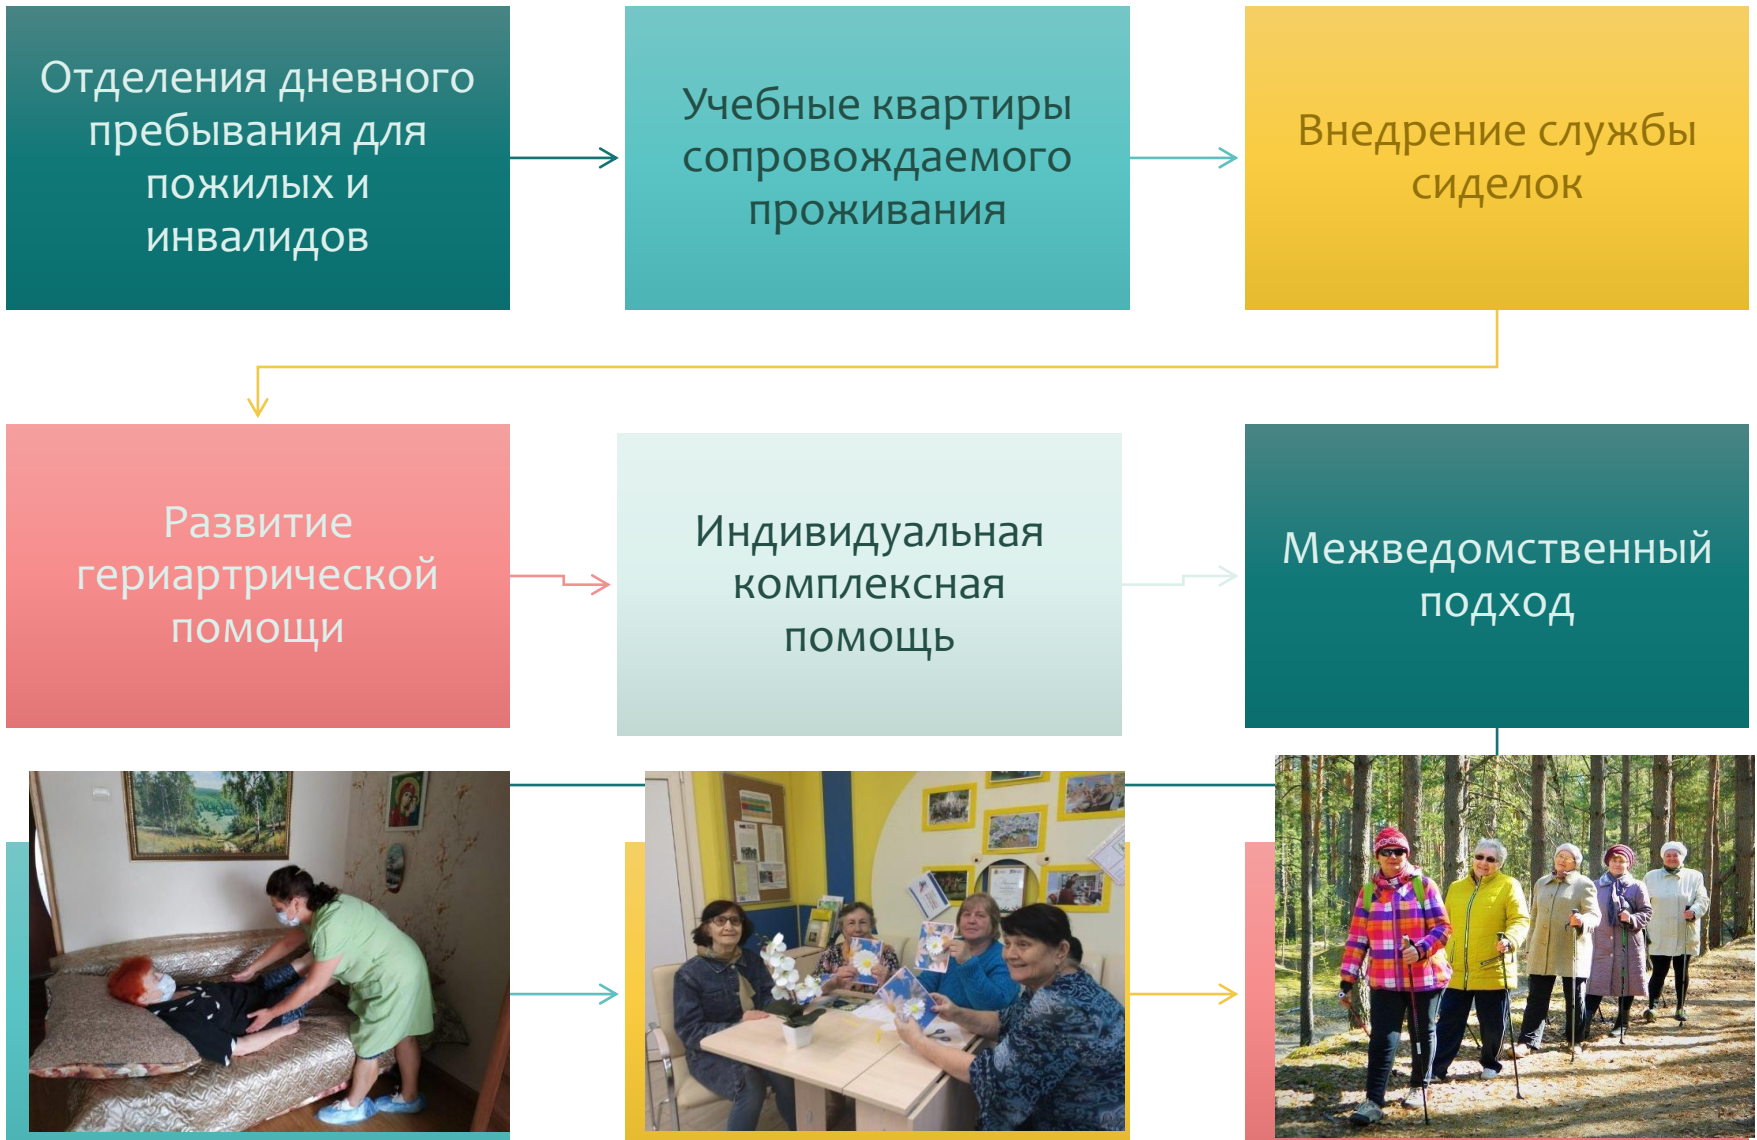 Отделения дневного
пребывания для
пожилых и
инвалидов
Учебные квартиры
сопровождаемого
проживания
Внедрение службы
сиделок
Развитие
гериартрической
помощи
Индивидуальная
комплексная
помощь
Межведомственный
подход